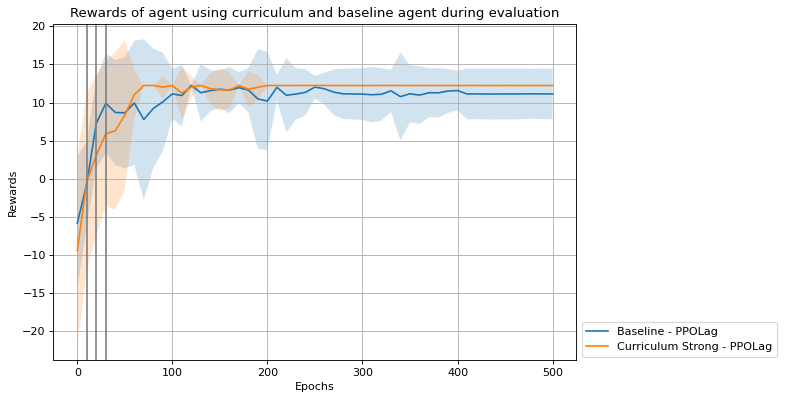 Rewards of agent using curriculum and baseline agent during evaluation
20
15
10
5
0
−5
−10
−15
−20
Rewards
0 100 200 300 400 500
Epochs
Baseline - PPOLag
Curriculum Strong - PPOLag